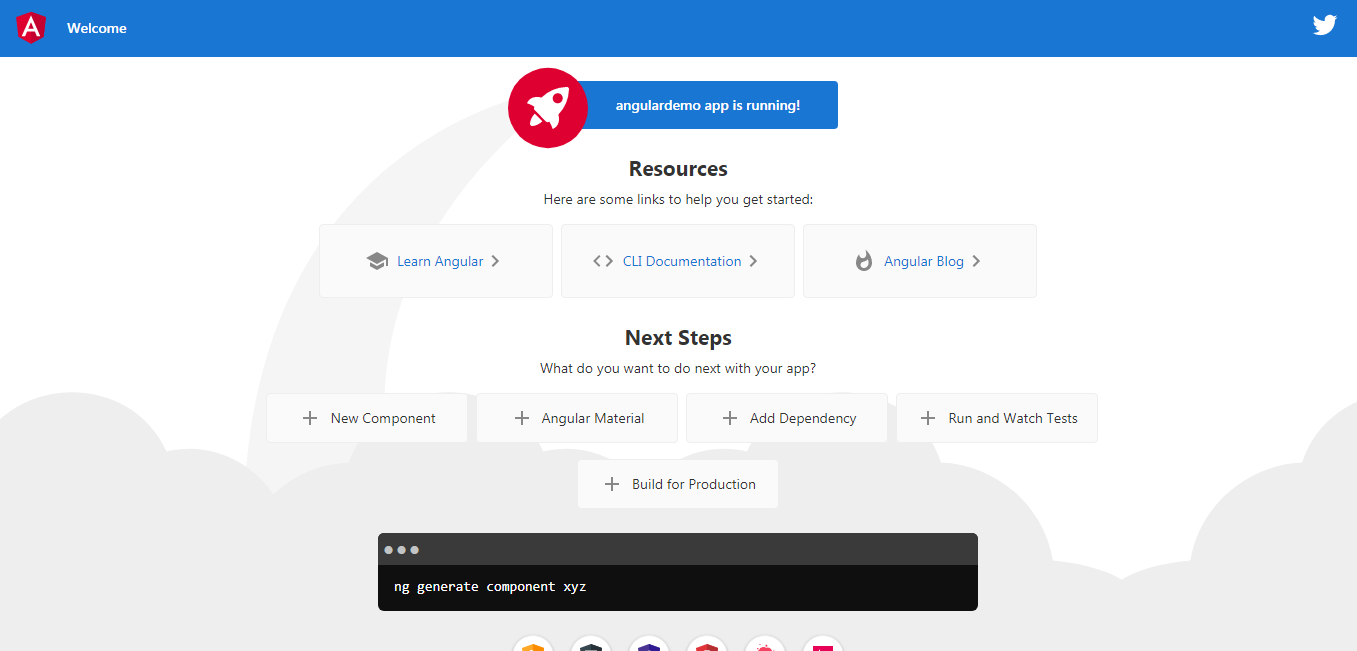 Welcome
angulardemo app is running!
Resources
Here are some links to help you get started:
Learn Angular
CLI Documentation
Angular Blog
Next Steps
What do you want to do next with your app?
New Component
Angular Material
Add Dependency
Run and Watch Tests
Build for Production
ng generate component xyz